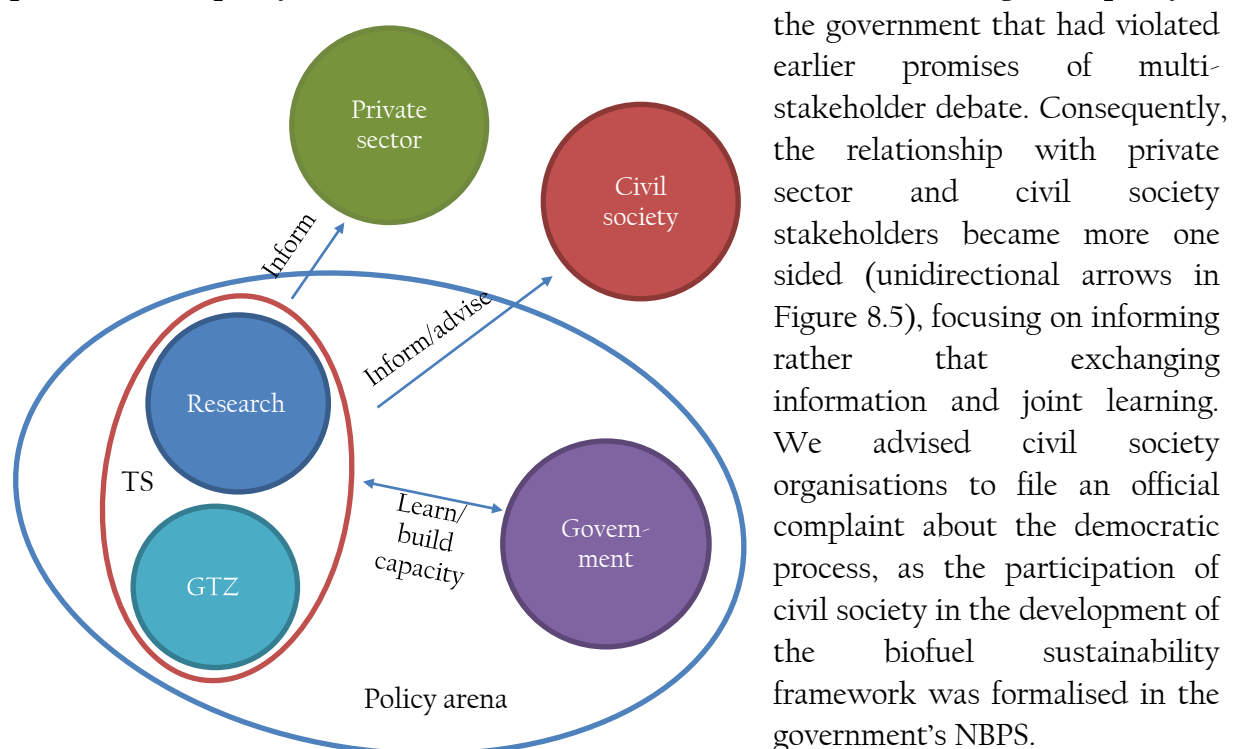 Private
sector
Civil
society
Inform
Inform/advise
Research
TS
Learn/
build
capacity
Govern-
ment
GTZ
Policy arena
the government that had violated
earlier promises of multi-
stakeholder debate. Consequently,
the relationship with private
sector and civil society
stakeholders became more one
sided (unidirectional arrows in
Figure 8.5), focusing on informing
rather that exchanging
information and joint learning.
We advised civil society
organisations to file an official
complaint about the democratic
process, as the participation of
civil society in the development of
the biofuel sustainability
framework was formalised in the
government's NBPS.